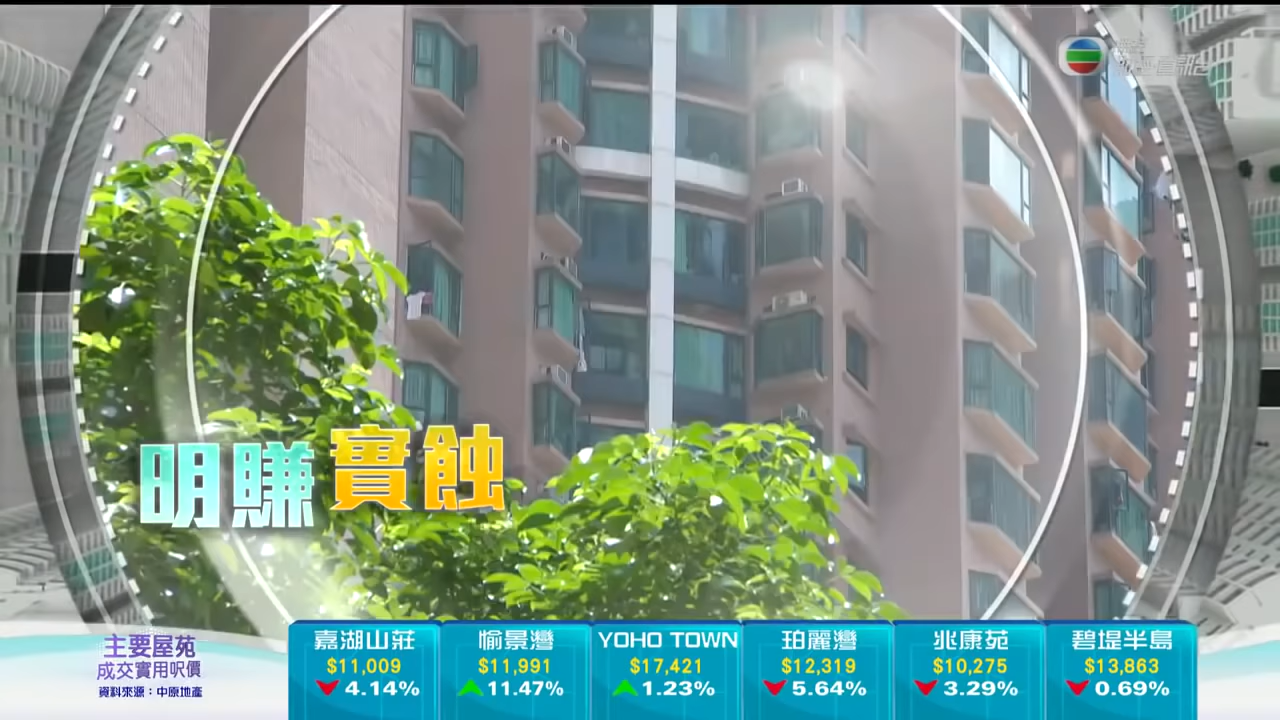 明賺實蝕
主要屋苑
成交實用呎價
資料來源：中原地產
嘉湖山莊
$11,009
4.14%
愉景灣
$11,991
11.47%
YOHO TOWN
$17,421
1.23%
珀麗灣
$12,319
5.64%
兆康苑
$10,275
3.29%
碧堤半島
$13,863
0.69%